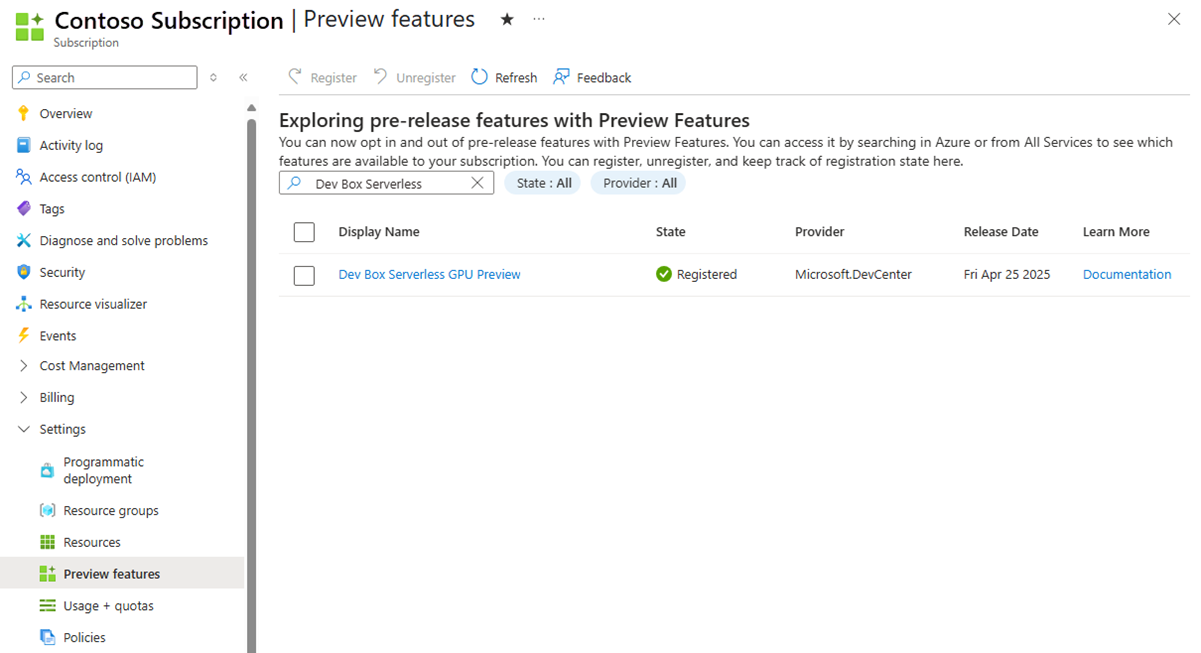 Contoso Subscription | Preview features
Subscription
Search
Register
Unregister
Refresh
Feedback
Overview
Activity log
Access control (IAM)
Tags
Diagnose and solve problems
Security
Resource visualizer
Events
Cost Management
Billing
Settings
Programmatic
deployment
Resource groups
Resources
Preview features
Usage + quotas
Policies
Exploring pre-release features with Preview Features
You can now opt in and out of pre-release features with Preview Features. You can access it by searching in Azure or from All Services to see which
features are available to your subscription. You can register, unregister, and keep track of registration state here.
Dev Box Serverless
State : All
Provider : All
Display Name State Provider Release Date Learn More
Dev Box Serverless GPU Preview Registered Microsoft.DevCenter Fri Apr 25 2025 Documentation